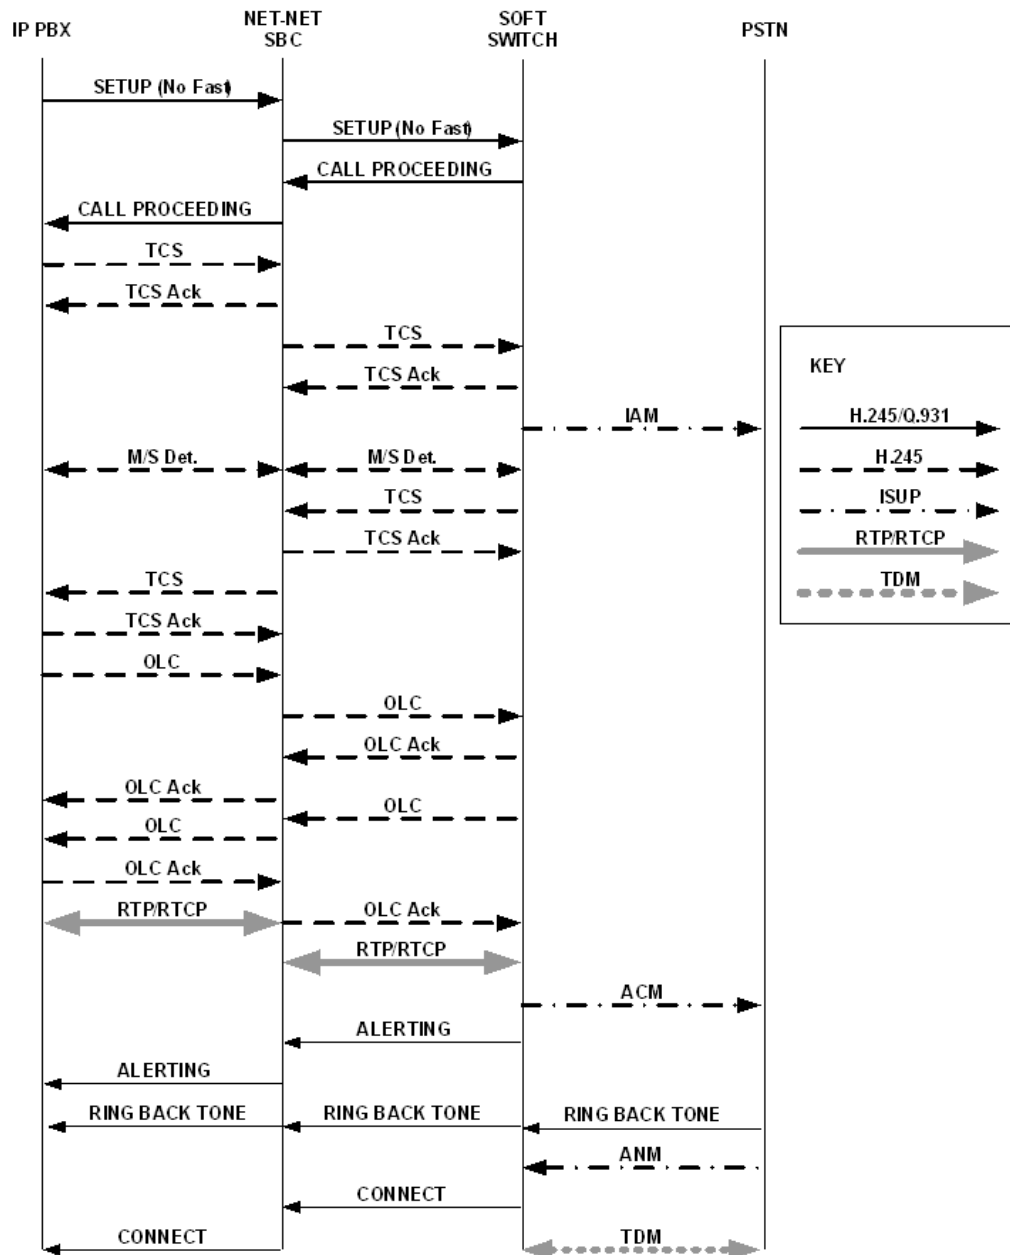 IP PBX
NET-NET
SBC
SOFT
SWITCH
PSTN
SETUP (No Fast)
SETUP (No Fast)
CALL PROCEEDING
CALL PROCEEDING
TCS
TCS Ack
TCS
TCS Ack
IAM
M/S Det.
M/S Det.
TCS
TCS Ack
TCS
TCS Ack
OLC
OLC
OLC Ack
OLC Ack
OLC
OLC
OLC Ack
RTP/RTCP
OLC Ack
RTP/RTCP
ACM
ALERTING
ALERTING
RING BACK TONE
RING BACK TONE
RING BACK TONE
ANM
CONNECT
CONNECT
TDM
KEY
H.245/Q.931
H.245
ISUP
RTP/RTCP
TDM